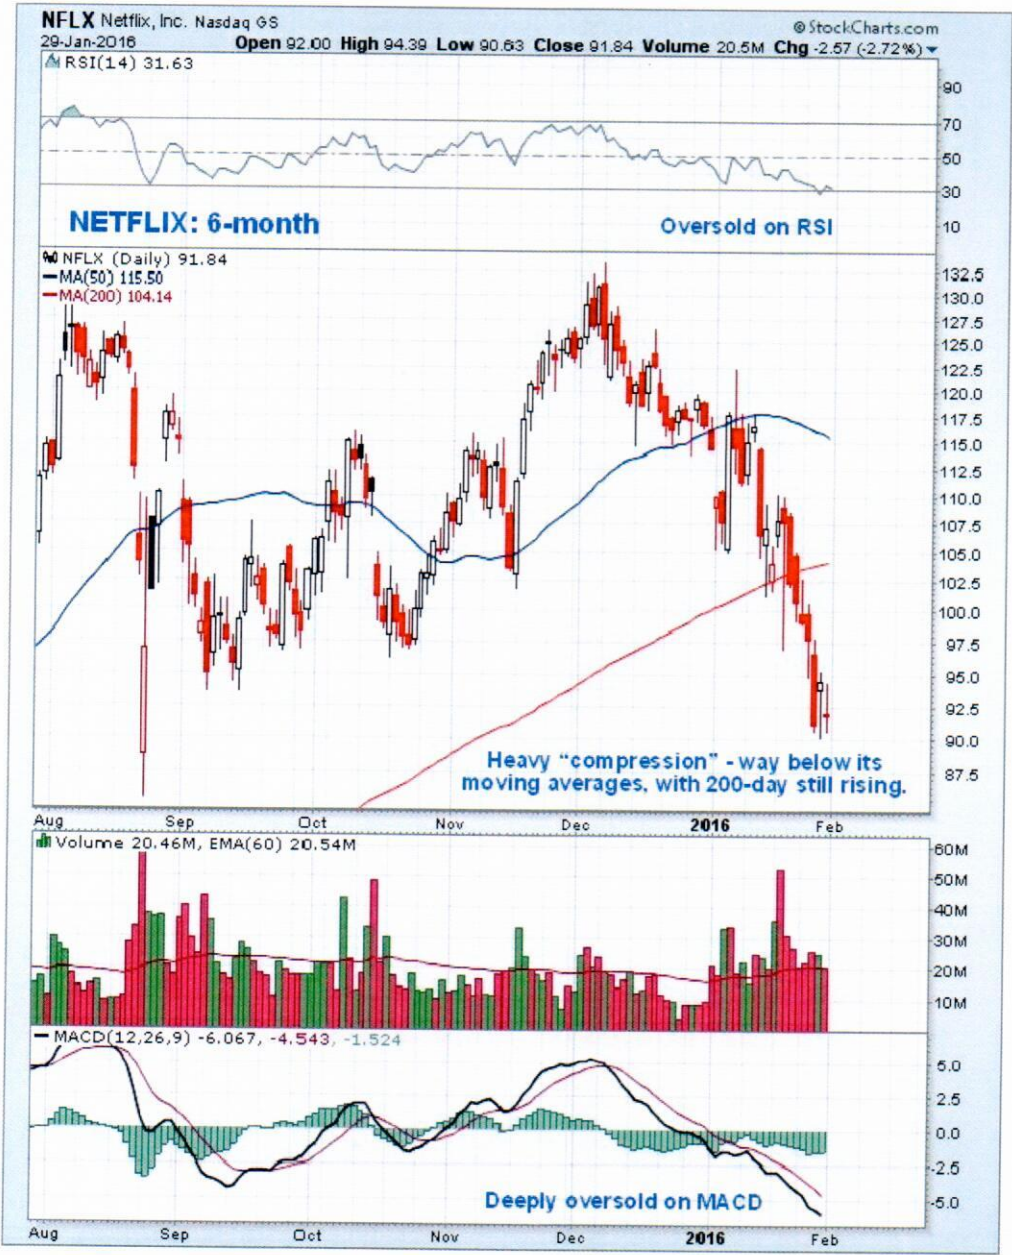 NFLX Netflix, Inc. Nasdaq GS
© StockCharts.com
29-Jan-2016
Open 92.00 High 94.39 Low 90.63 Close 91.84 Volume 20.5M Chg -2.57 (-2.72%)
RSI(14) 31.63
90
70
50
30
10
NETFLIX: 6-month
Oversold on RSI
NFLX (Daily) 91.84
MA(50) 115.50
MA(200) 104.14
132.5
130.0
127.5
125.0
122.5
120.0
117.5
115.0
112.5
110.0
107.5
105.0
102.5
100.0
97.5
95.0
92.5
90.0
87.5
Heavy “compression” - way below its
moving averages, with 200-day still rising.
Aug Sep Oct Nov Dec 2016 Feb
Volume 20.46M, EMA(60) 20.54M
60M
50M
40M
30M
20M
10M
MACD(12,26,9) -6.067, -4.543, -1.524
5.0
2.5
0.0
-2.5
-5.0
Deeply oversold on MACD
Aug Sep Oct Nov Dec 2016 Feb